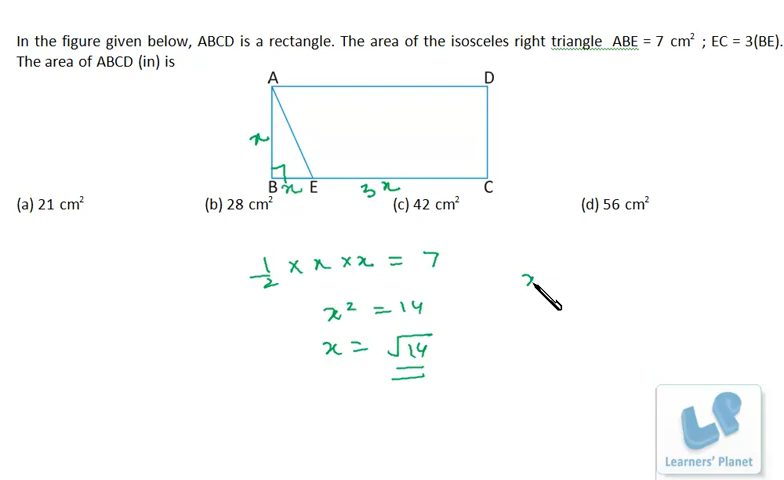 In the figure given below, ABCD is a rectangle. The area of the isosceles right triangle ABE = 7 cm² ; EC = 3(BE).
The area of ABCD (in) is
A D
x
B x E 3x C
(a) 21 cm² (b) 28 cm² (c) 42 cm² (d) 56 cm²
1/2 × x × x = 7
x² = 14
x = √14
LP
Learners' Planet